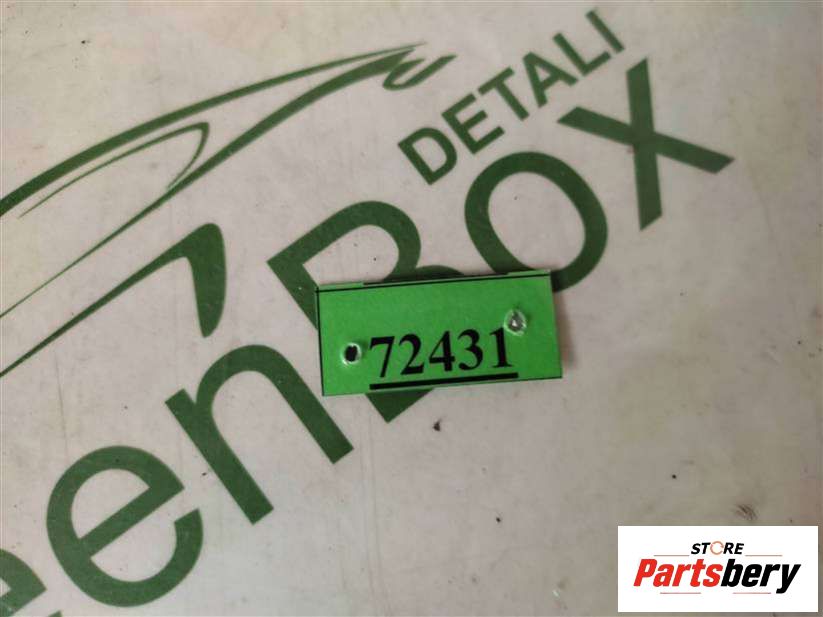 DETALI
eenBox
72431
STORE
Partsbery